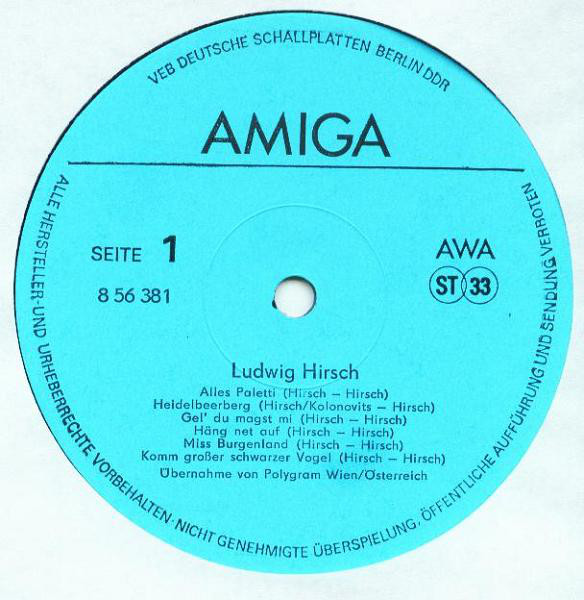 VEB DEUTSCHE SCHALLPLATTEN BERLIN DDR
AMIGA
SEITE 1
AWA
8 56 381
ST 33
Ludwig Hirsch
Alles Paletti (Hirsch – Hirsch)
Heidelbeerberg (Hirsch/Kolonovits – Hirsch)
Gel' du magst mi (Hirsch – Hirsch)
Häng net auf (Hirsch – Hirsch)
Miss Burgenland (Hirsch – Hirsch)
Komm großer schwarzer Vogel (Hirsch – Hirsch)
Übernahme von Polygram Wien/Österreich
ALLE HERSTELLER- UND URHEBERRECHTE VORBEHALTEN · NICHT GENEHMIGTE ÜBERSPIELUNG, ÖFFENTLICHE AUFFÜHRUNG UND SENDUNG VERBOTEN